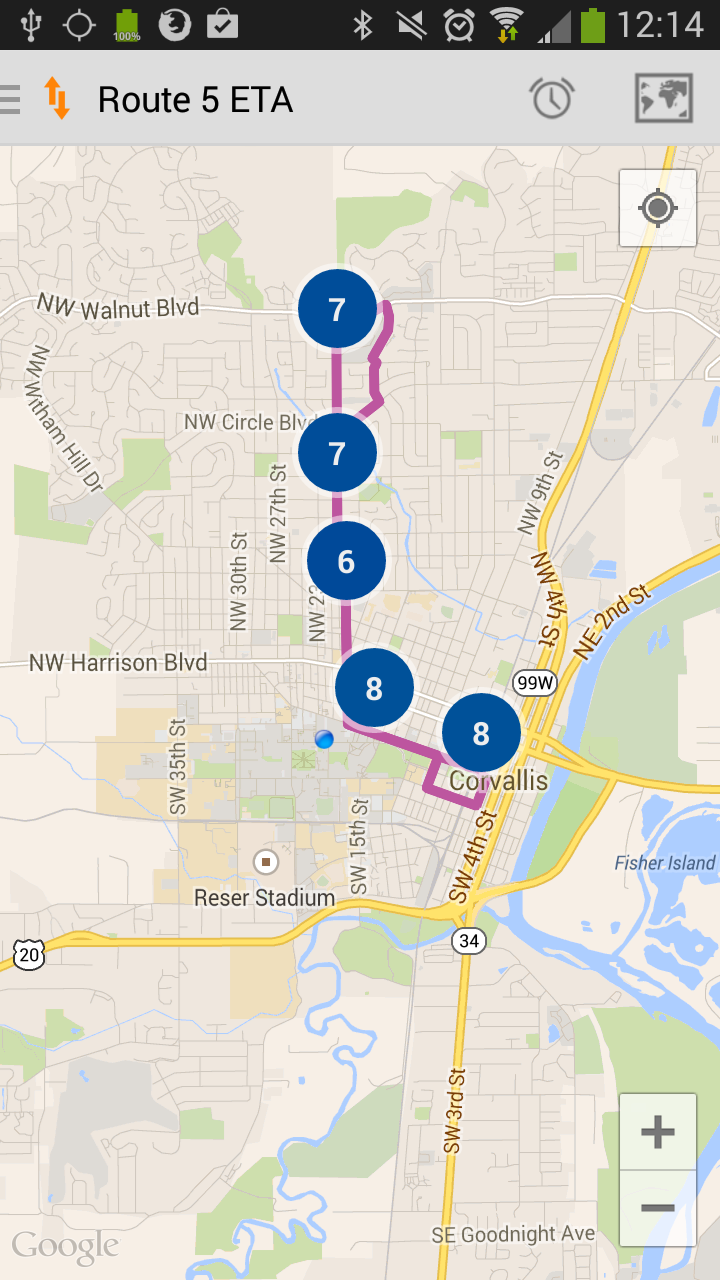 100%
12:14
Route 5 ETA
NW Walnut Blvd
7
NW Witham Hill Dr
NW Circle Blvd
7
NW 27th St
NW 9th St
NW 30th St
6
NW 23
NW 4th St
NE 2nd St
NW Harrison Blvd
8
99W
8
SW 35th St
Corvallis
SW 15th St
SW 4th St
Fisher Island
Reser Stadium
34
20
SW 3rd St
+
−
SE Goodnight Ave
Google